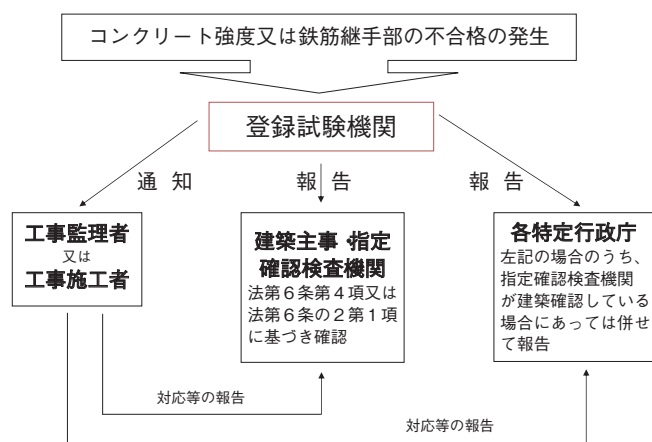 コンクリート強度又は鉄筋継手部の不合格の発生
登録試験機関
通 知
報 告
報 告
工事監理者
又は
工事施工者
建築主事・指定
確認検査機関
法第6条第4項又は
法第6条の2第1項
に基づき確認
各特定行政庁
左記の場合のうち、
指定確認検査機関
が建築確認している
場合にあっては併せ
て報告
対応等の報告
対応等の報告